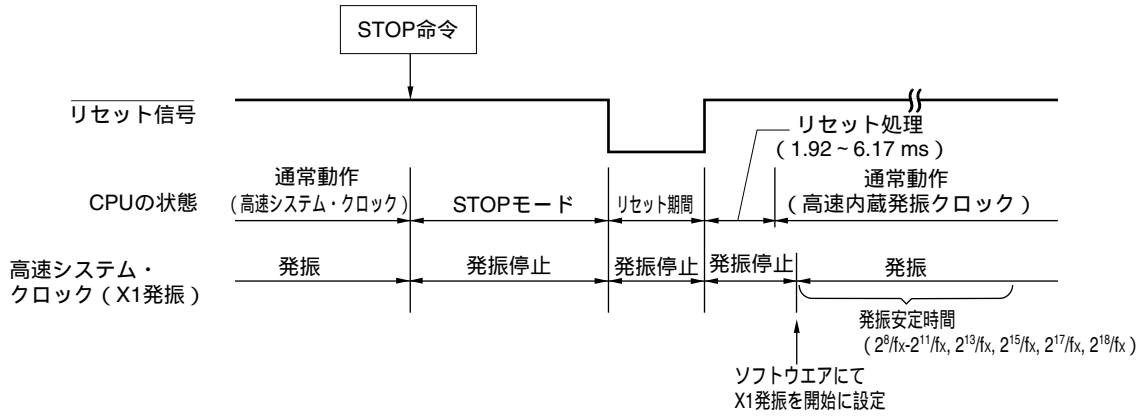 STOP命令
リセット信号
リセット処理
（1.92～6.17 ms）
CPUの状態
通常動作
（高速システム・クロック）
STOPモード
リセット期間
通常動作
（高速内蔵発振クロック）
高速システム・
クロック（X1発振）
発振
発振停止
発振停止
発振停止
発振
発振安定時間
（2⁸/fx-2¹¹/fx, 2¹³/fx, 2¹⁵/fx, 2¹⁷/fx, 2¹⁸/fx）
ソフトウエアにて
X1発振を開始に設定